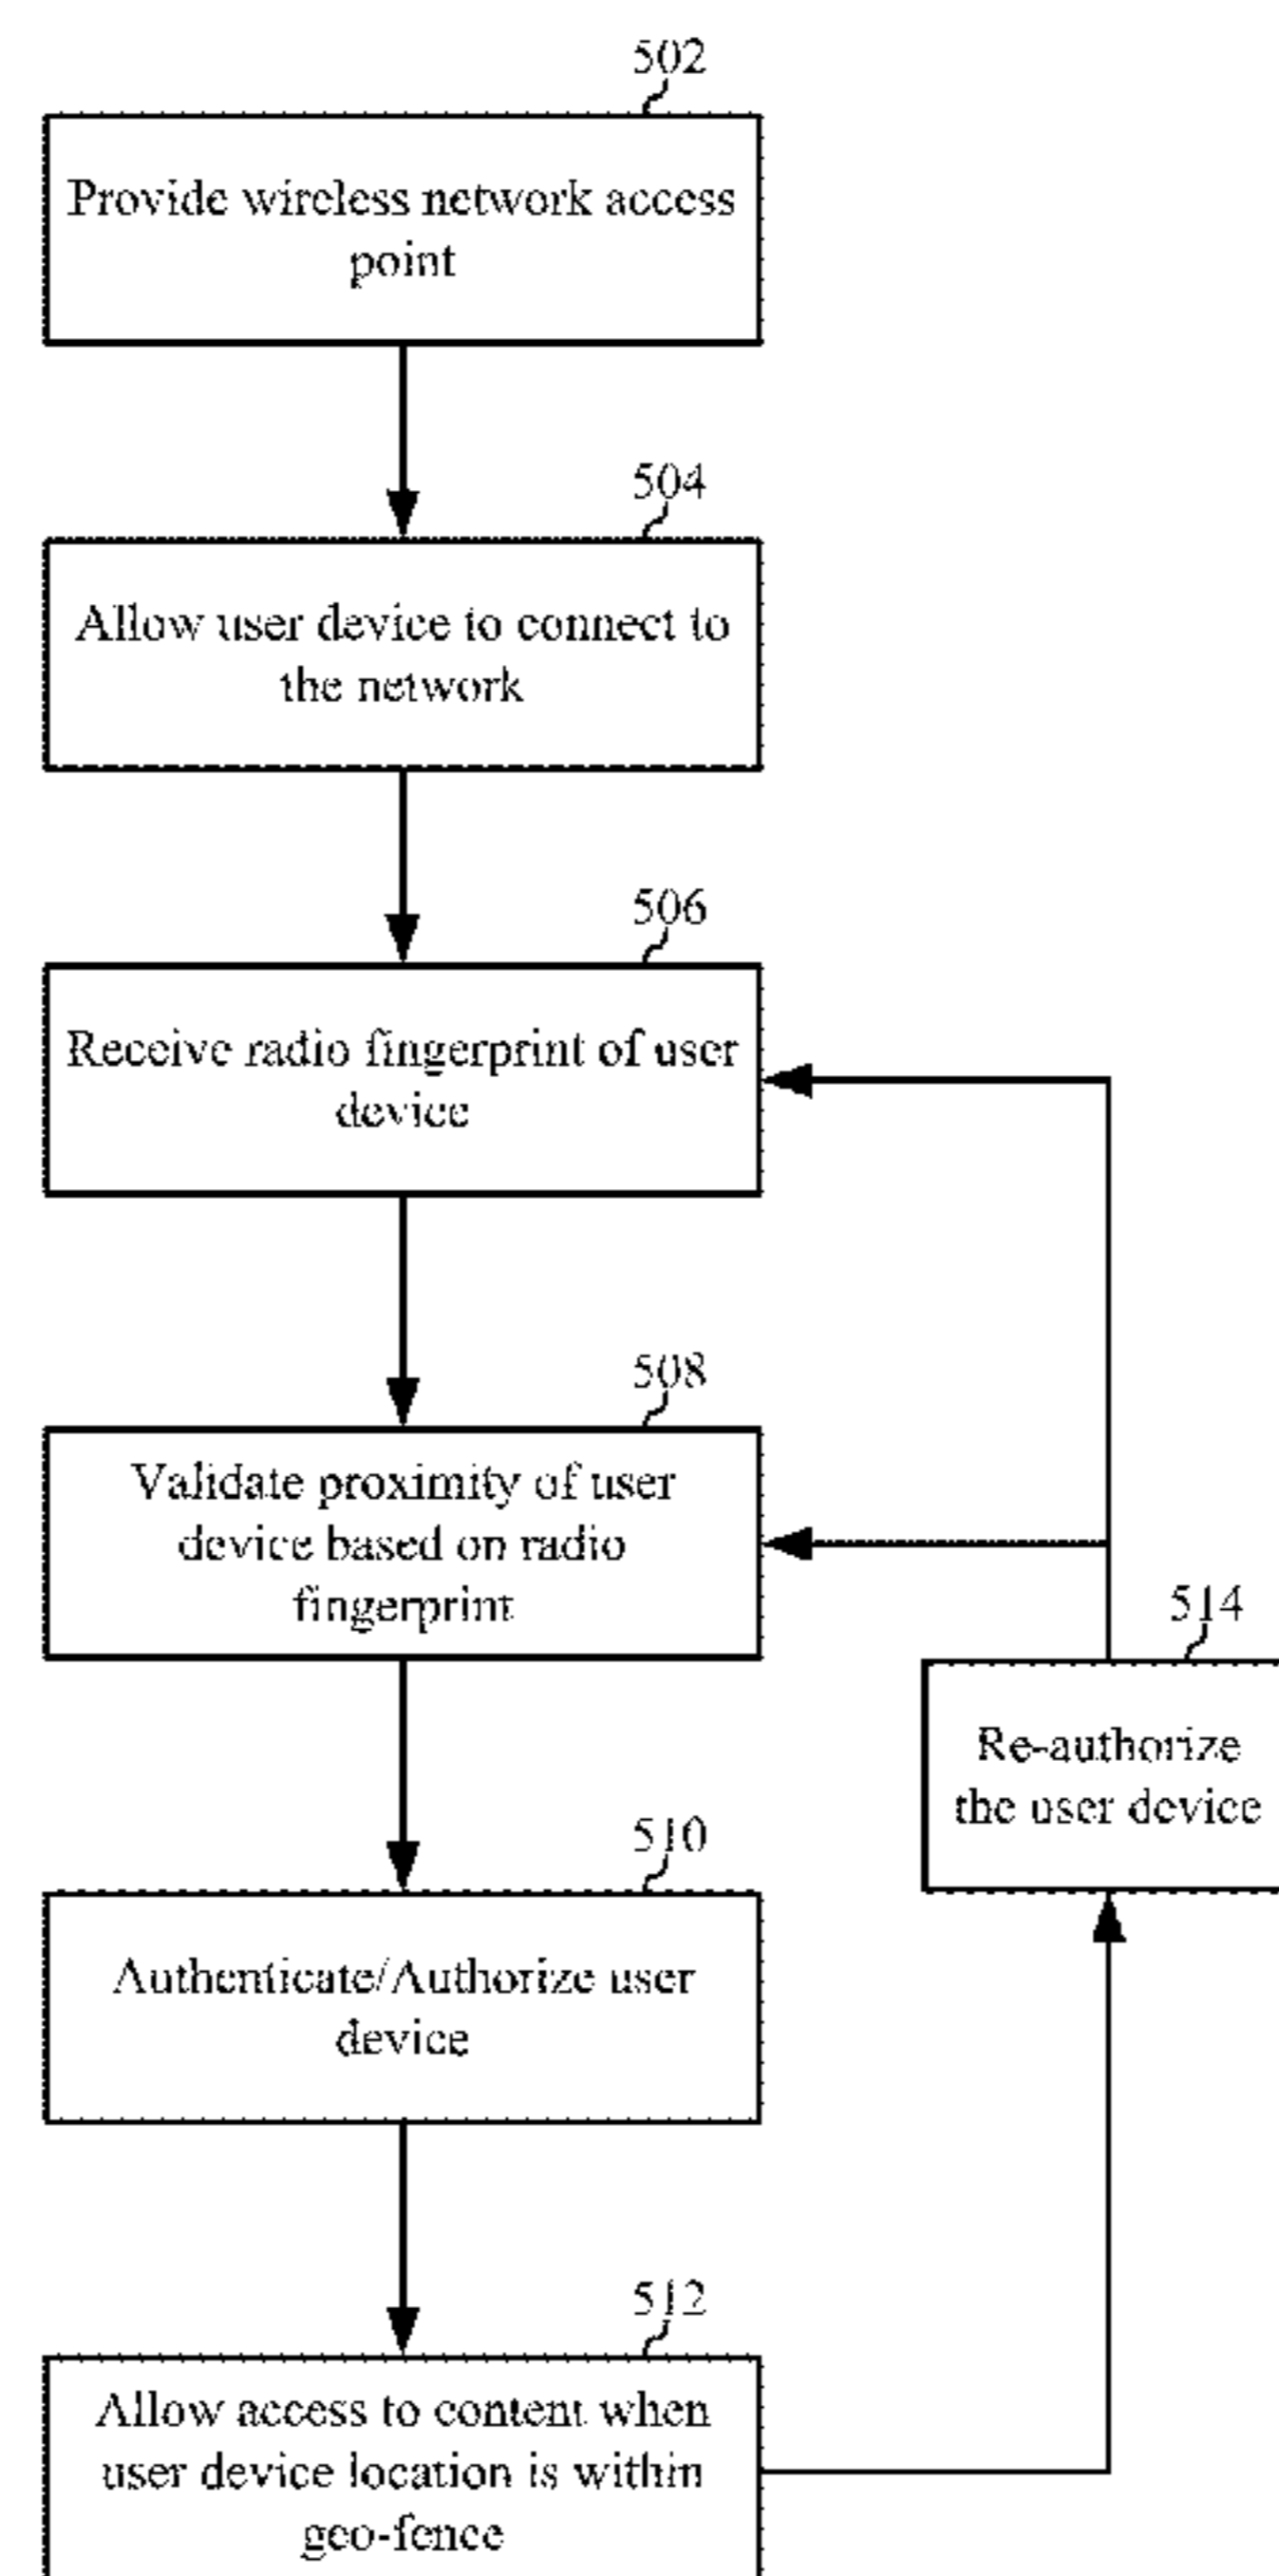 502
Provide wireless network access
point
504
Allow user device to connect to
the network
506
Receive radio fingerprint of user
device
508
Validate proximity of user
device based on radio
fingerprint
514
Re-authorize
the user device
510
Authenticate/Authorize user
device
512
Allow access to content when
user device location is within
geo-fence